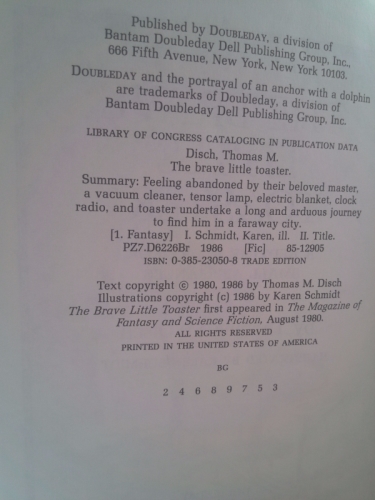 Published by DOUBLEDAY, a division of
Bantam Doubleday Dell Publishing Group, Inc.,
666 Fifth Avenue, New York, New York 10103.
DOUBLEDAY and the portrayal of an anchor with a dolphin
are trademarks of Doubleday, a division of
Bantam Doubleday Dell Publishing Group, Inc.
LIBRARY OF CONGRESS CATALOGING IN PUBLICATION DATA
Disch, Thomas M.
The brave little toaster.
Summary: Feeling abandoned by their beloved master,
a vacuum cleaner, tensor lamp, electric blanket, clock
radio, and toaster undertake a long and arduous journey
to find him in a faraway city.
[1. Fantasy] I. Schmidt, Karen, ill. II. Title.
PZ7.D6226Br 1986 [Fic] 85-12905
ISBN: 0-385-23050-8 TRADE EDITION
Text copyright © 1980, 1986 by Thomas M. Disch
Illustrations copyright (c) 1986 by Karen Schmidt
The Brave Little Toaster first appeared in The Magazine of
Fantasy and Science Fiction, August 1980.
ALL RIGHTS RESERVED
PRINTED IN THE UNITED STATES OF AMERICA
BG
2 4 6 8 9 7 5 3